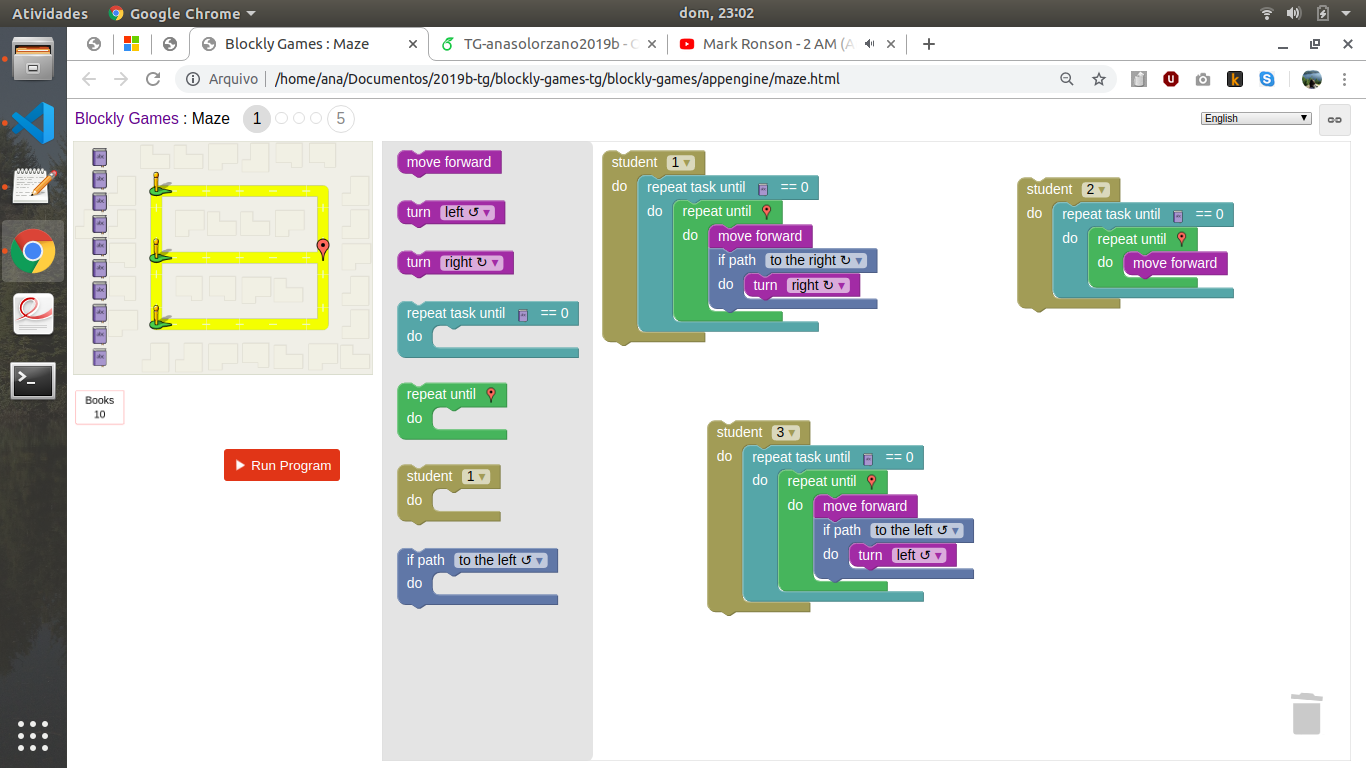 Atividades
Google Chrome
dom, 23:02
Blockly Games : Maze
TG-anasolorzano2019b - O
Mark Ronson - 2 AM (A
Arquivo
/home/ana/Documentos/2019b-tg/blockly-games-tg/blockly-games/appengine/maze.html
Blockly Games : Maze
1
5
English
Books
10
Run Program
move forward
turn left ↺
turn right ↻
repeat task until == 0
do
repeat until
do
student 1
do
if path to the left ↺
do
student 1
do
repeat task until == 0
do
repeat until
do
move forward
if path to the right ↻
do
turn right ↻
student 2
do
repeat task until == 0
do
repeat until
do
move forward
student 3
do
repeat task until == 0
do
repeat until
do
move forward
if path to the left ↺
do
turn left ↺